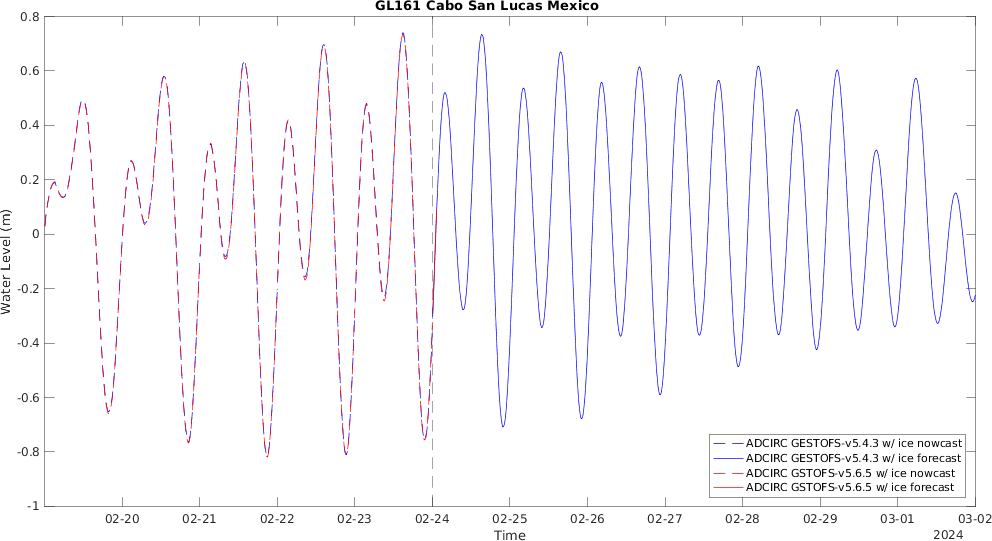 GL161 Cabo San Lucas Mexico
0.8
0.6
0.4
0.2
0
-0.2
-0.4
-0.6
-0.8
-1
Water Level (m)
ADCIRC GESTOFS-v5.4.3 w/ ice nowcast
ADCIRC GESTOFS-v5.4.3 w/ ice forecast
ADCIRC GSTOFS-v5.6.5 w/ ice nowcast
ADCIRC GSTOFS-v5.6.5 w/ ice forecast
02-20 02-21 02-22 02-23 02-24 02-25 02-26 02-27 02-28 02-29 03-01 03-02
Time 2024